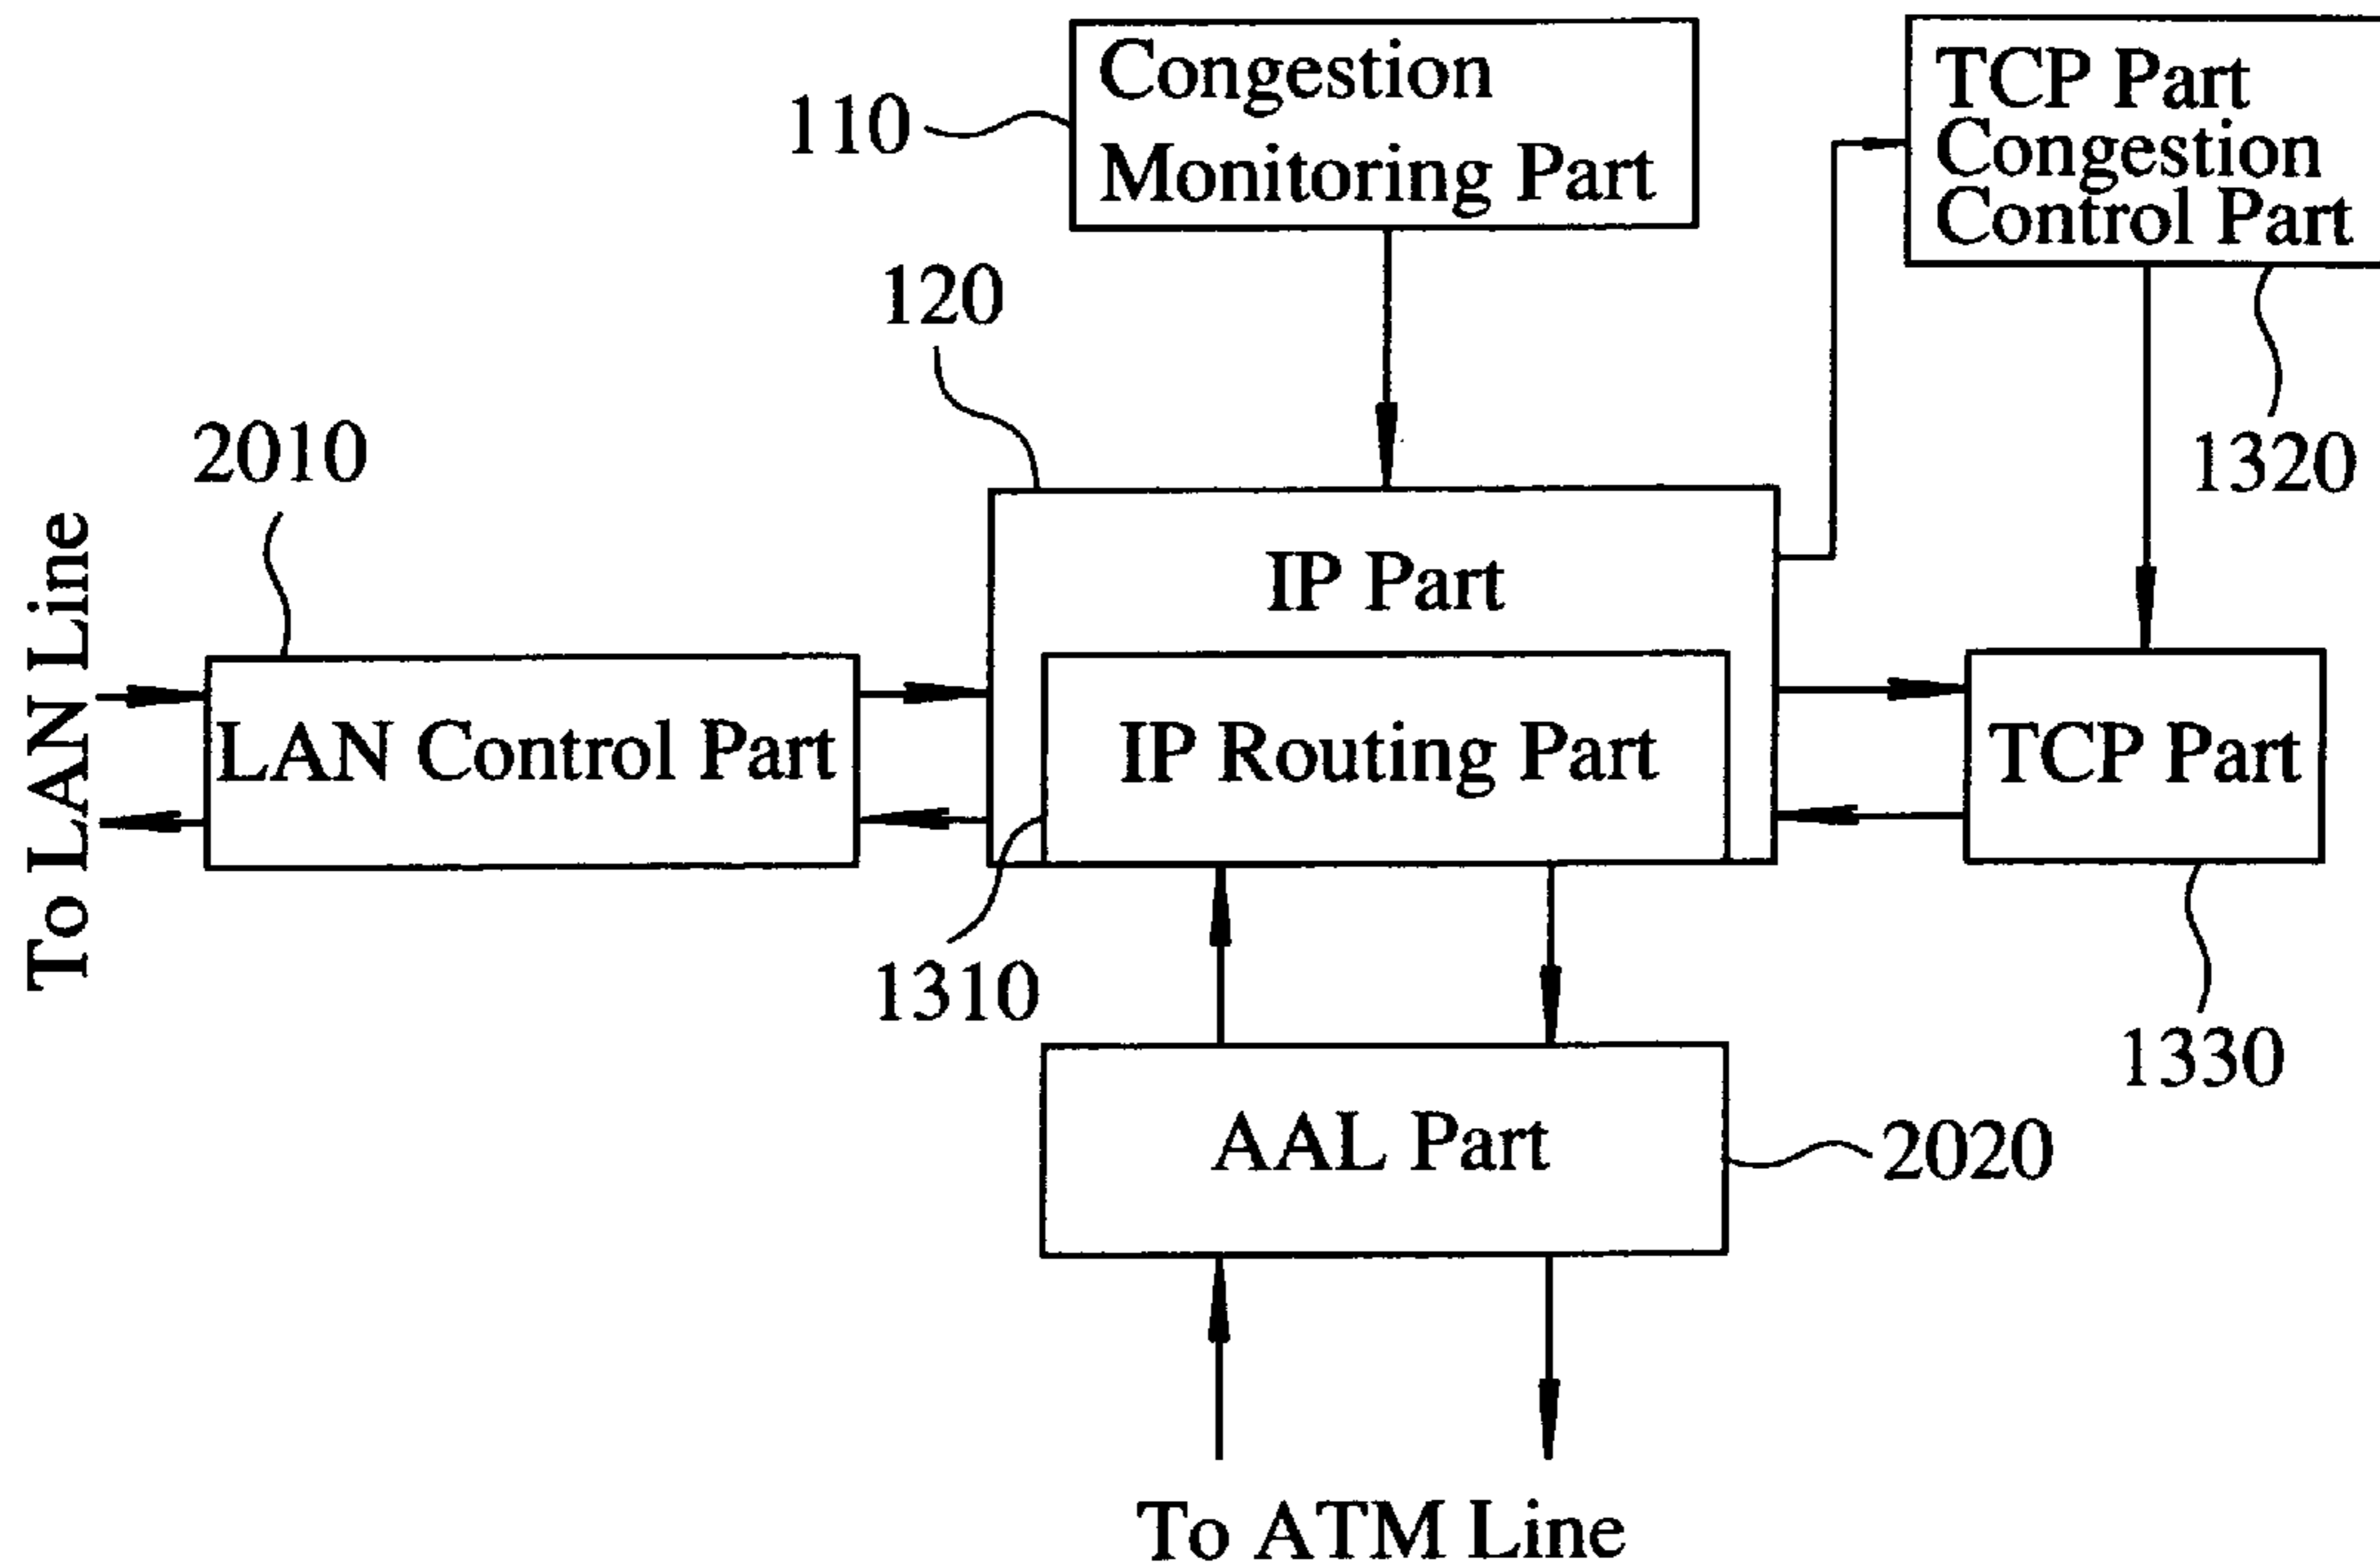 Congestion
Monitoring Part
110
TCP Part
Congestion
Control Part
1320
120
2010
To LAN Line
LAN Control Part
IP Part
IP Routing Part
TCP Part
1310
1330
AAL Part
2020
To ATM Line